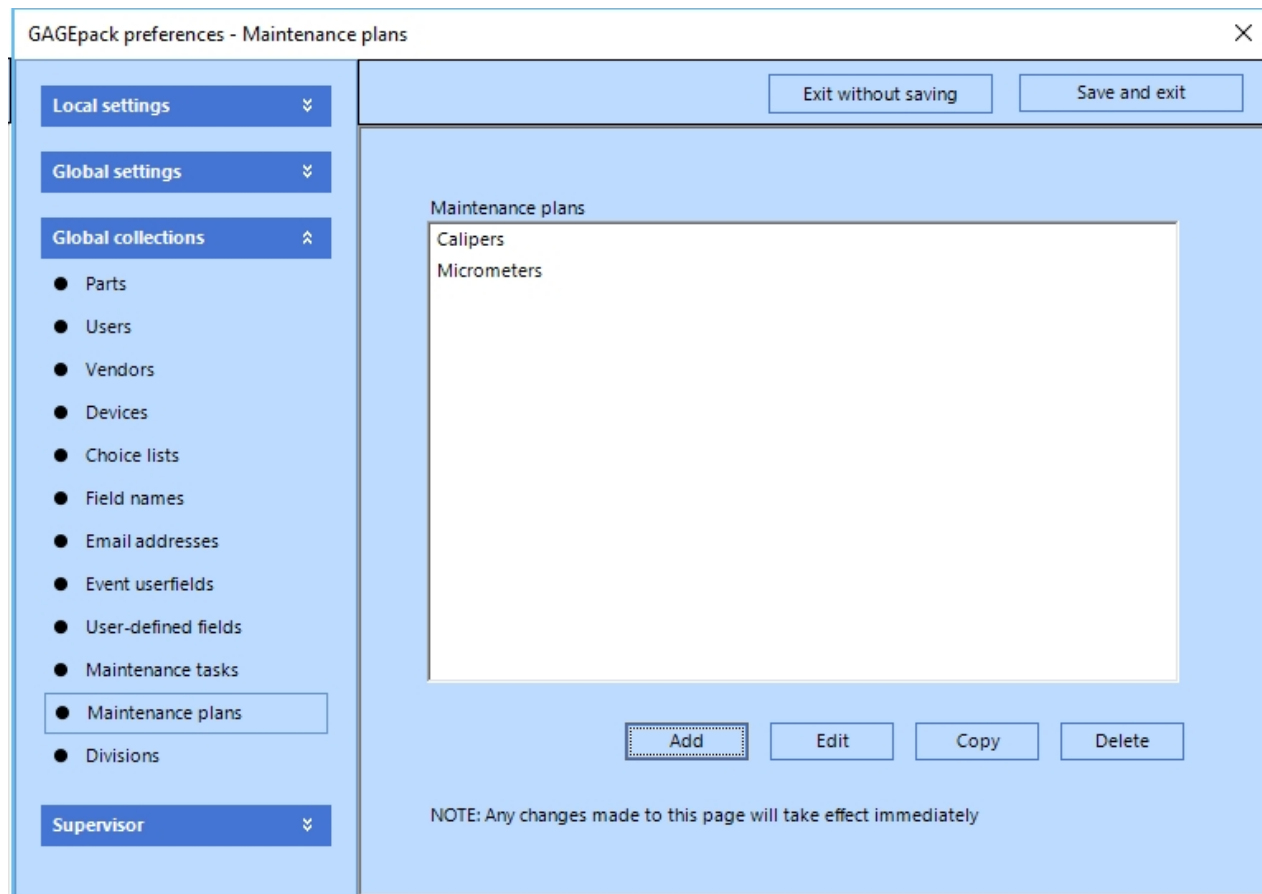 GAGEpack preferences - Maintenance plans
Exit without saving
Save and exit
Local settings
Global settings
Global collections
Parts
Users
Vendors
Devices
Choice lists
Field names
Email addresses
Event userfields
User-defined fields
Maintenance tasks
Maintenance plans
Divisions
Supervisor
Maintenance plans
Calipers
Micrometers
Add
Edit
Copy
Delete
NOTE: Any changes made to this page will take effect immediately